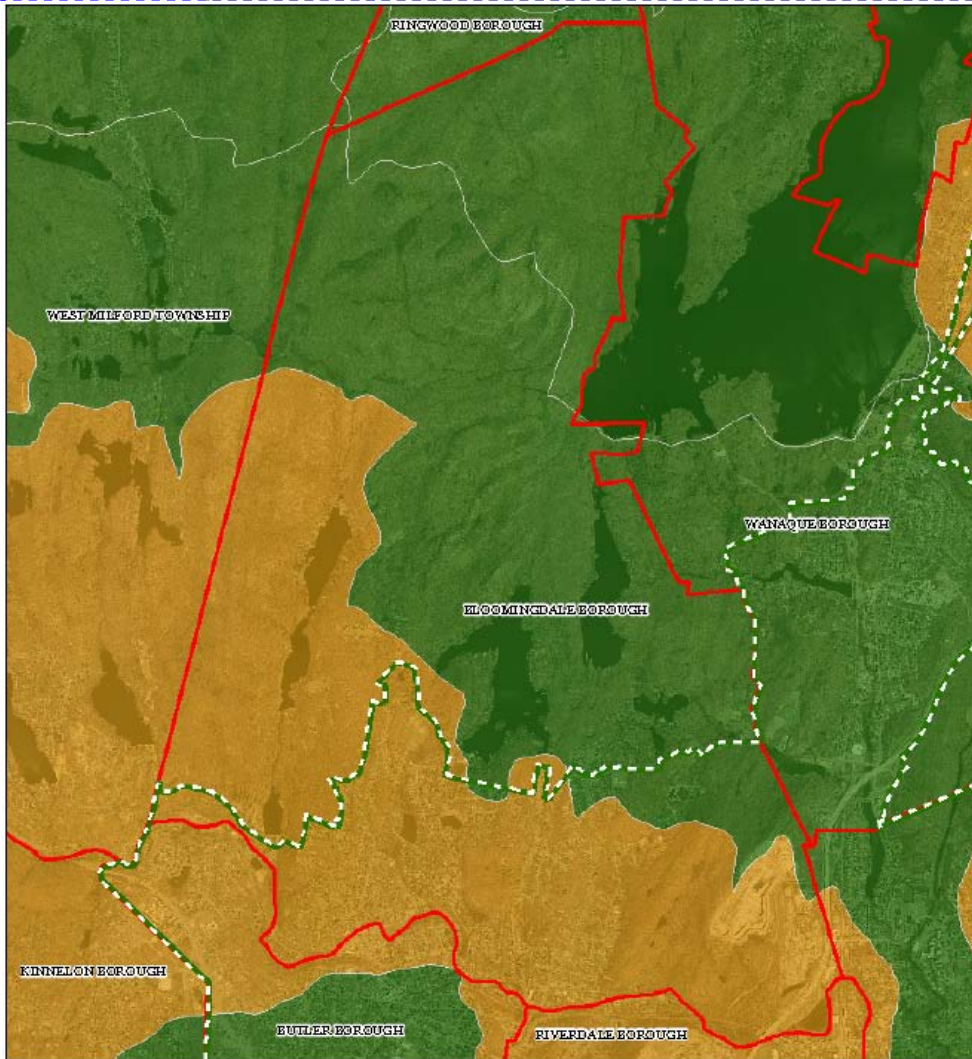 RINGWOOD BOROUGH
WEST MILFORD TOWNSHIP
WANAQUE BOROUGH
BLOOMINGDALE BOROUGH
KINNELON BOROUGH
BUTLER BOROUGH
RIVERDALE BOROUGH